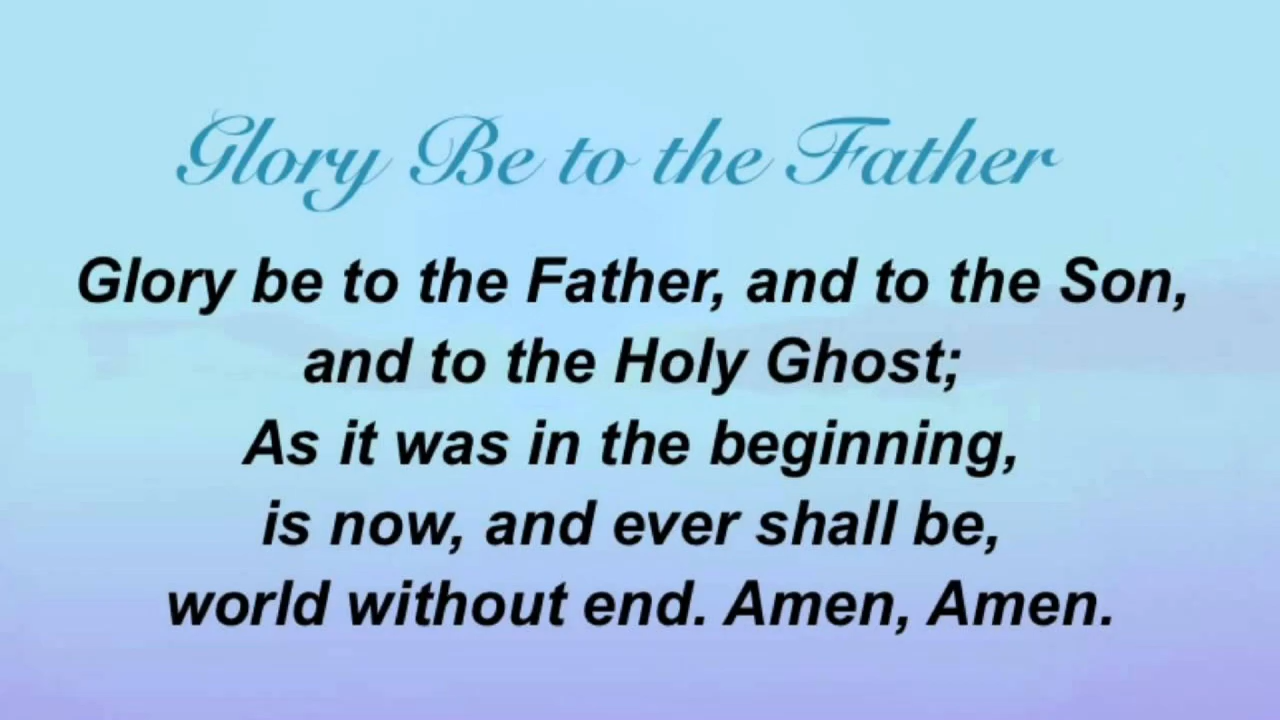 Glory Be to the Father
Glory be to the Father, and to the Son,
and to the Holy Ghost;
As it was in the beginning,
is now, and ever shall be,
world without end. Amen, Amen.